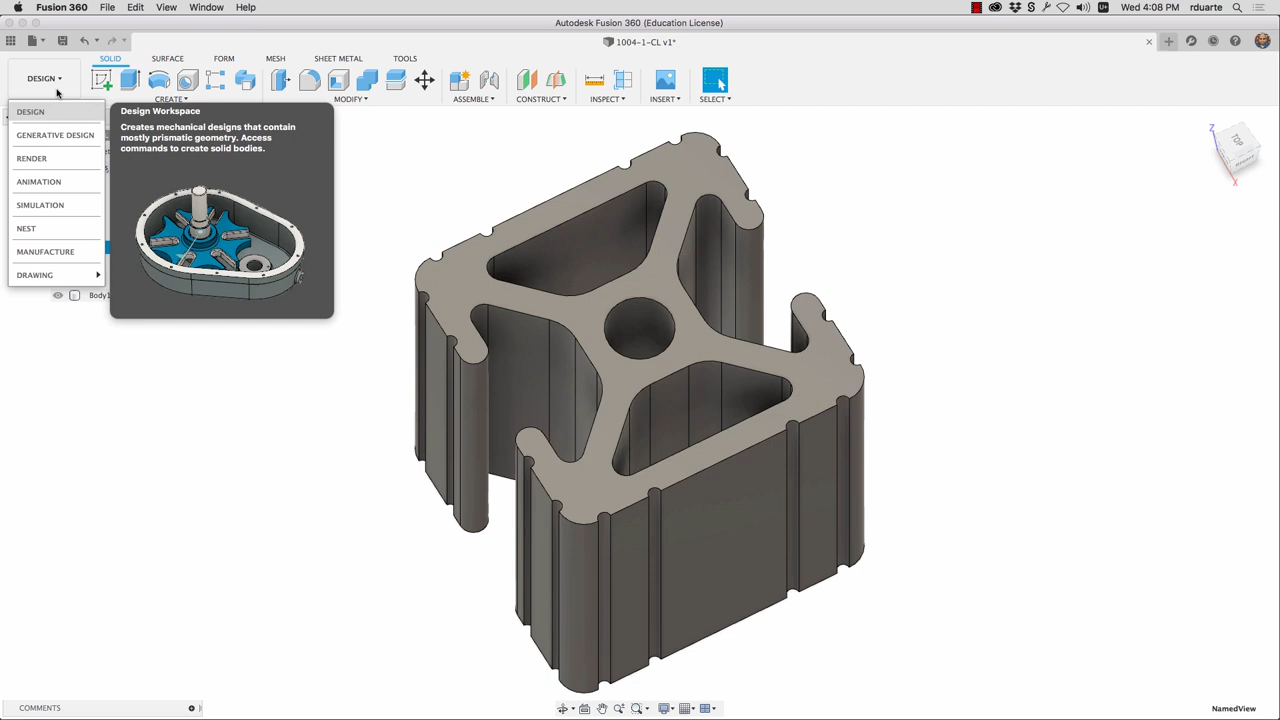 Fusion 360 File Edit View Window Help
Wed 4:08 PM rduarte
Autodesk Fusion 360 (Education License)
1004-1-CL v1*
SOLID SURFACE FORM MESH SHEET METAL TOOLS
DESIGN
CREATE MODIFY ASSEMBLE CONSTRUCT INSPECT INSERT SELECT
DESIGN
GENERATIVE DESIGN
RENDER
ANIMATION
SIMULATION
NEST
MANUFACTURE
DRAWING
Design Workspace
Creates mechanical designs that contain
mostly prismatic geometry. Access
commands to create solid bodies.
Body1
Z
TOP
X
COMMENTS
NamedView